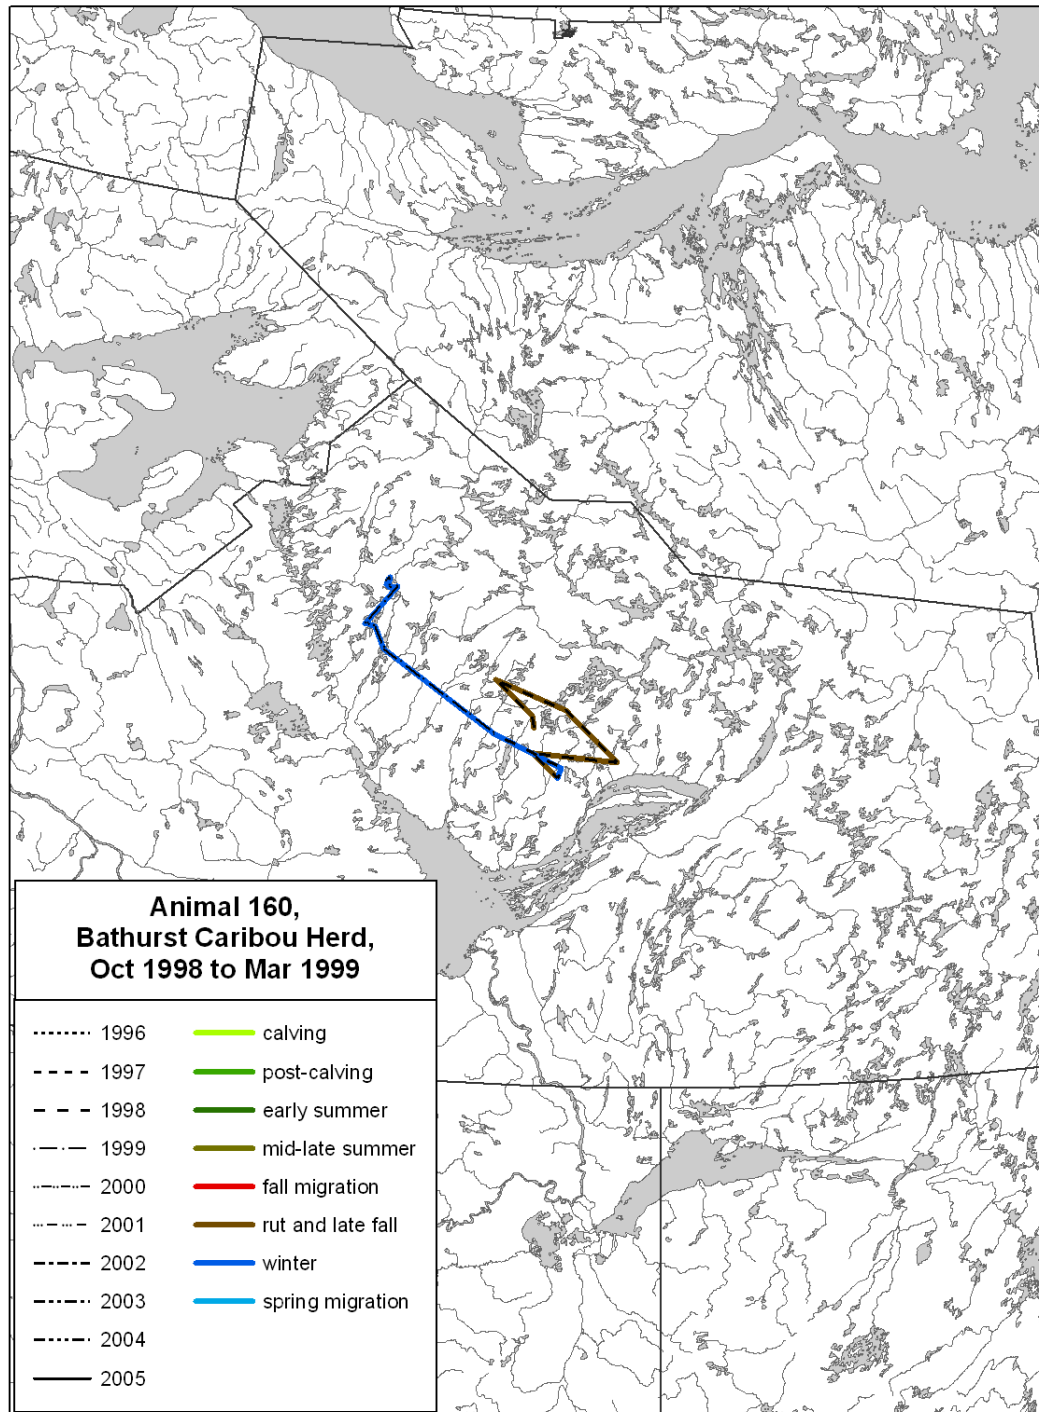 Animal 160,
Bathurst Caribou Herd,
Oct 1998 to Mar 1999
1996 calving
1997 post-calving
1998 early summer
1999 mid-late summer
2000 fall migration
2001 rut and late fall
2002 winter
2003 spring migration
2004
2005